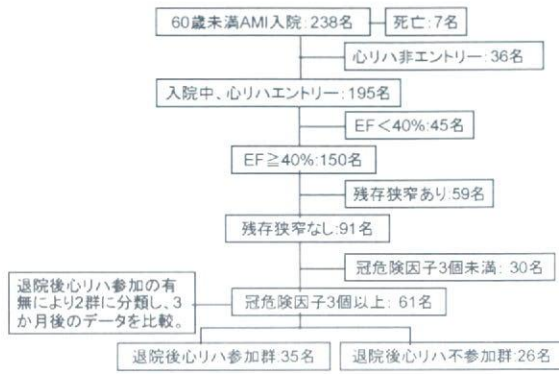 60歳未満AMI入院:238名
死亡:7名
心リハ非エントリー:36名
入院中、心リハエントリー:195名
EF<40%:45名
EF≧40%:150名
残存狭窄あり:59名
残存狭窄なし:91名
冠危険因子3個未満: 30名
退院後心リハ参加の有
無により2群に分類し、3
か月後のデータを比較。
冠危険因子3個以上: 61名
退院後心リハ参加群:35名
退院後心リハ不参加群:26名